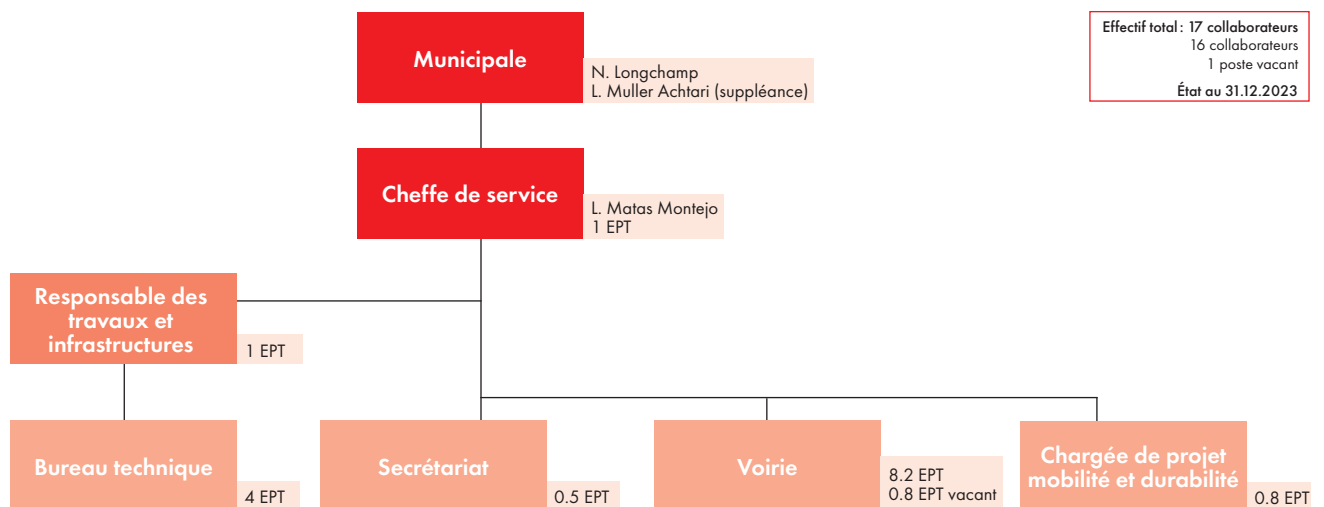 Municipale
N. Longchamp
L. Muller Achtari (suppléance)
Effectif total : 17 collaborateurs
16 collaborateurs
1 poste vacant
État au 31.12.2023
Cheffe de service
L. Matas Montejo
1 EPT
Responsable des
travaux et
infrastructures
1 EPT
Bureau technique
4 EPT
Secrétariat
0.5 EPT
Voirie
8.2 EPT
0.8 EPT vacant
Chargée de projet
mobilité et durabilité
0.8 EPT